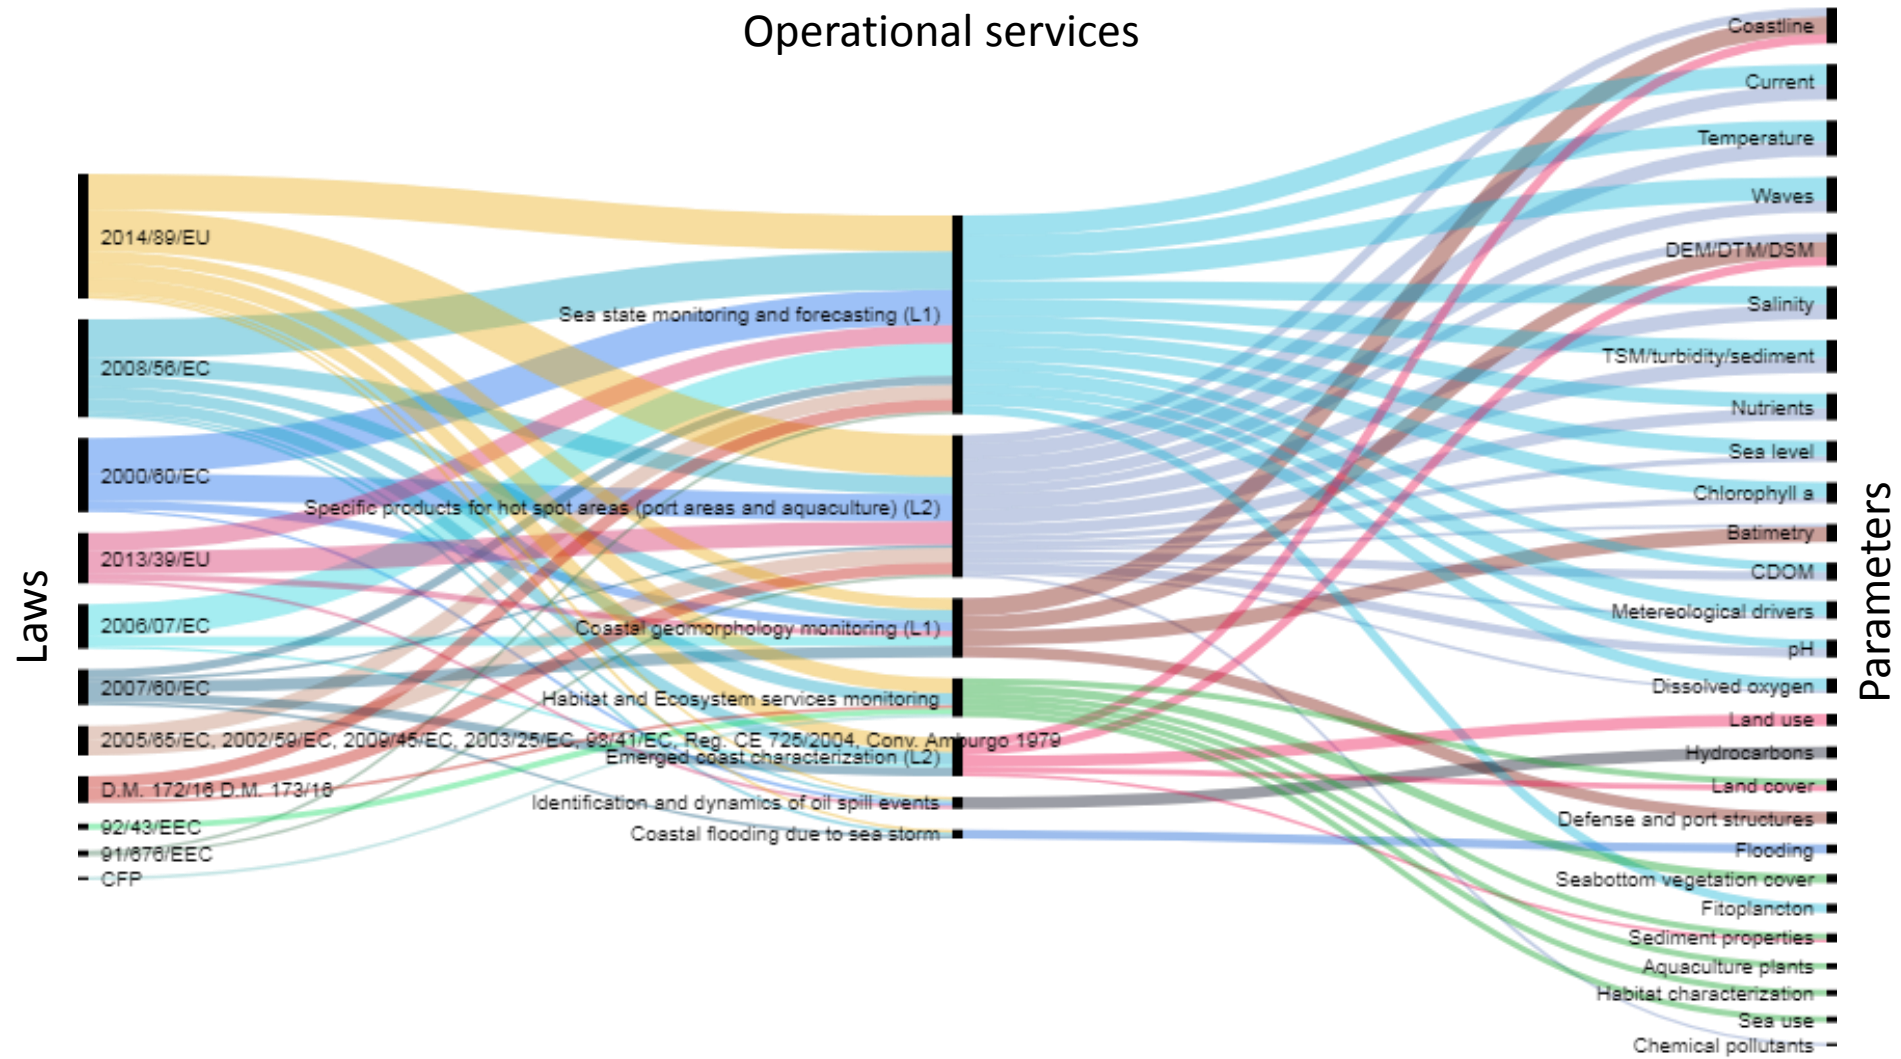 Operational services
Laws
2014/89/EU
2008/56/EC
2000/60/EC
2013/39/EU
2006/07/EC
2007/60/EC
2005/65/EC, 2002/59/EC, 2009/45/EC, 2003/25/EC, 98/41/EC, Reg. CE 725/2004, Conv. Amburgo 1979
D.M. 172/16 D.M. 173/16
92/43/EEC
91/676/EEC
CFP
Sea state monitoring and forecasting (L1)
Specific products for hot spot areas (port areas and aquaculture) (L2)
Coastal geomorphology monitoring (L1)
Habitat and Ecosystem services monitoring
Emerged coast characterization (L2)
Identification and dynamics of oil spill events
Coastal flooding due to sea storm
Coastline
Current
Temperature
Waves
DEM/DTM/DSM
Salinity
TSM/turbidity/sediment
Nutrients
Sea level
Chlorophyll a
Batimetry
CDOM
Metereological drivers
pH
Dissolved oxygen
Land use
Hydrocarbons
Land cover
Defense and port structures
Flooding
Seabottom vegetation cover
Fitoplancton
Sediment properties
Aquaculture plants
Habitat characterization
Sea use
Chemical pollutants
Parameters